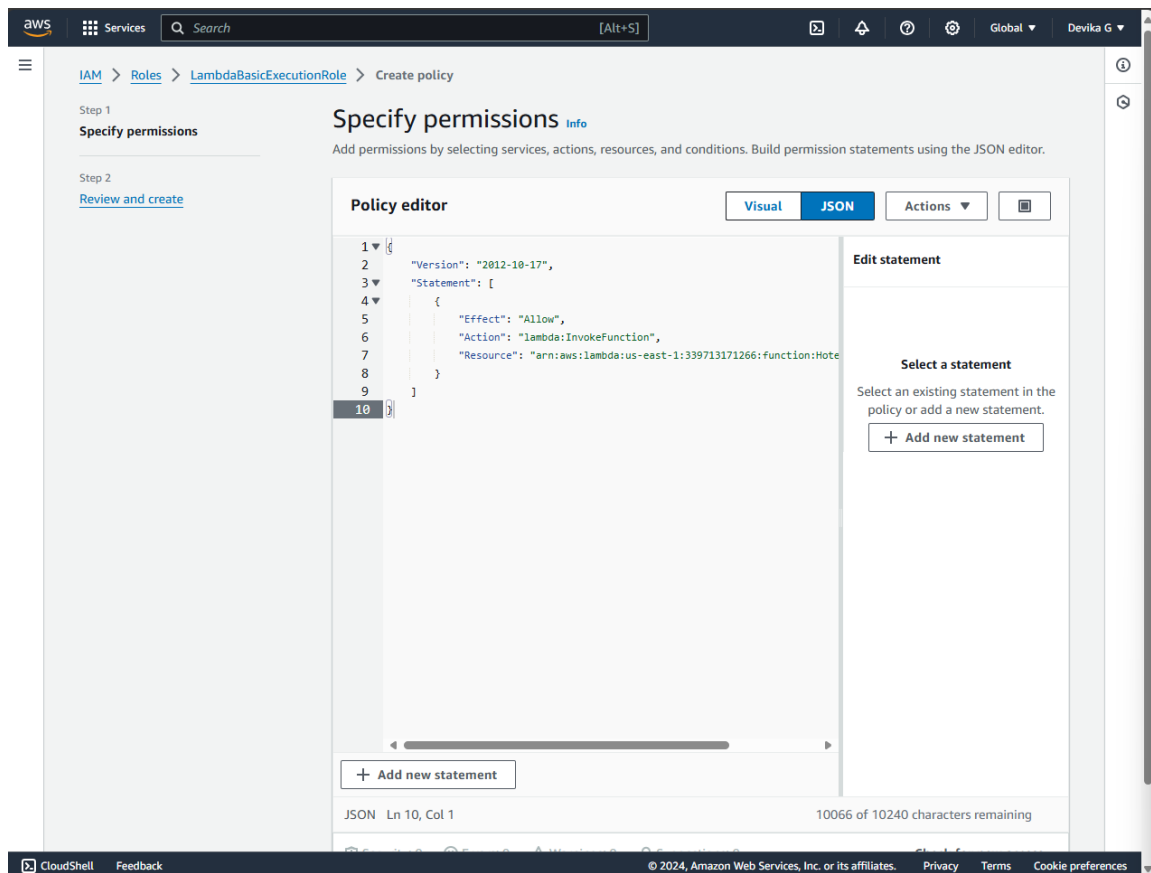 aws Services Search [Alt+S] Global Devika G
IAM > Roles > LambdaBasicExecutionRole > Create policy
Step 1
Specify permissions
Step 2
Review and create
Specify permissions Info
Add permissions by selecting services, actions, resources, and conditions. Build permission statements using the JSON editor.
Policy editor
Visual JSON Actions
1 {
2 "Version": "2012-10-17",
3 "Statement": [
4 {
5 "Effect": "Allow",
6 "Action": "lambda:InvokeFunction",
7 "Resource": "arn:aws:lambda:us-east-1:339713171266:function:Hote
8 }
9 ]
10 }
Edit statement
Select a statement
Select an existing statement in the
policy or add a new statement.
+ Add new statement
+ Add new statement
JSON Ln 10, Col 1
10066 of 10240 characters remaining
CloudShell Feedback © 2024, Amazon Web Services, Inc. or its affiliates. Privacy Terms Cookie preferences